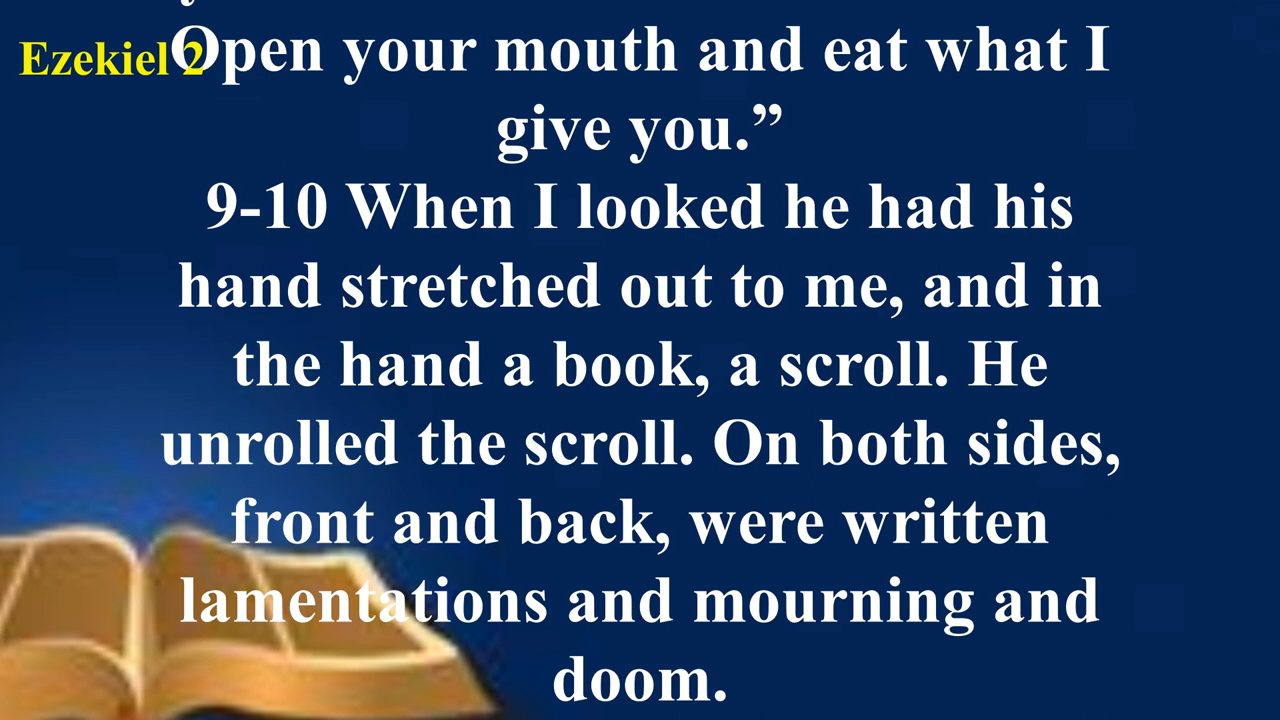 Ezekiel 2
Open your mouth and eat what I
give you.”
9-10 When I looked he had his
hand stretched out to me, and in
the hand a book, a scroll. He
unrolled the scroll. On both sides,
front and back, were written
lamentations and mourning and
doom.